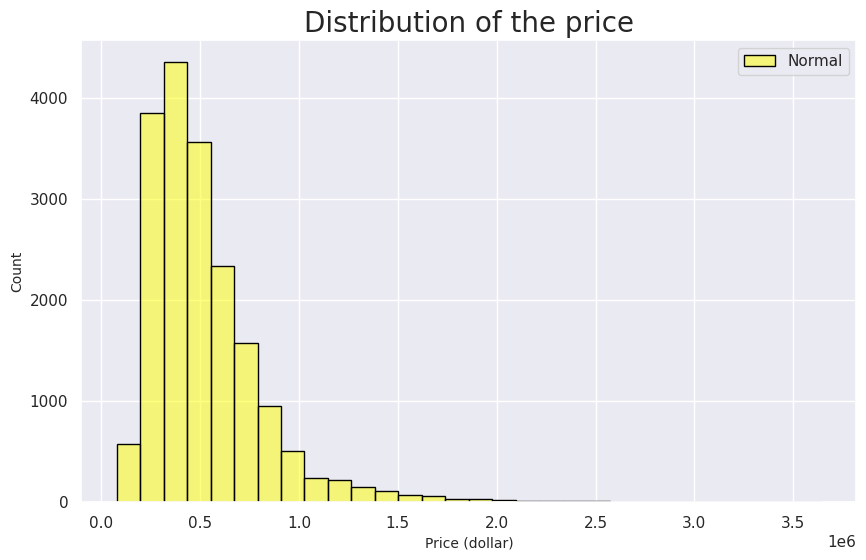 Distribution of the price
Normal
Count
4000
3000
2000
1000
0
0.0 0.5 1.0 1.5 2.0 2.5 3.0 3.5
1e6
Price (dollar)